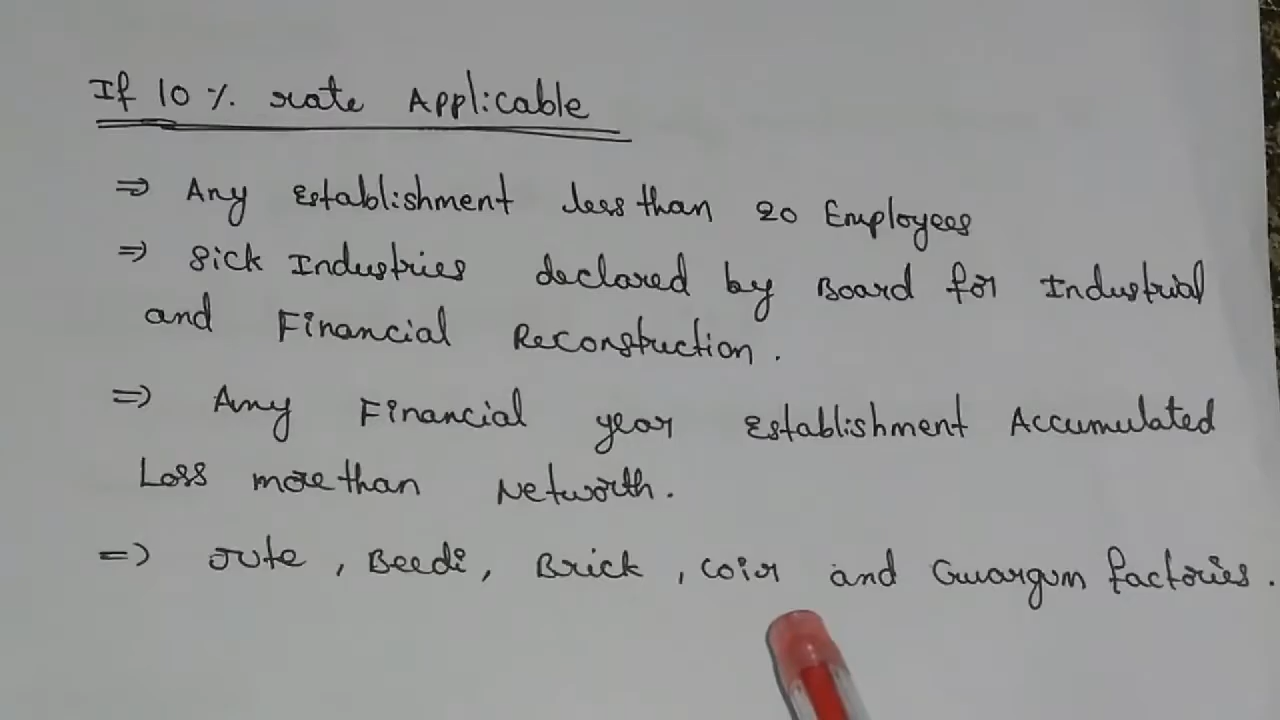 If 10 % rate Applicable
⇒ Any Establishment less than 20 Employees
⇒ Sick Industries declared by Board for Industrial
and Financial Reconstruction.
⇒ Any Financial year Establishment Accumulated
Loss more than Networth.
⇒ Jute, Beedi, Brick, Coir and Guargum factories.